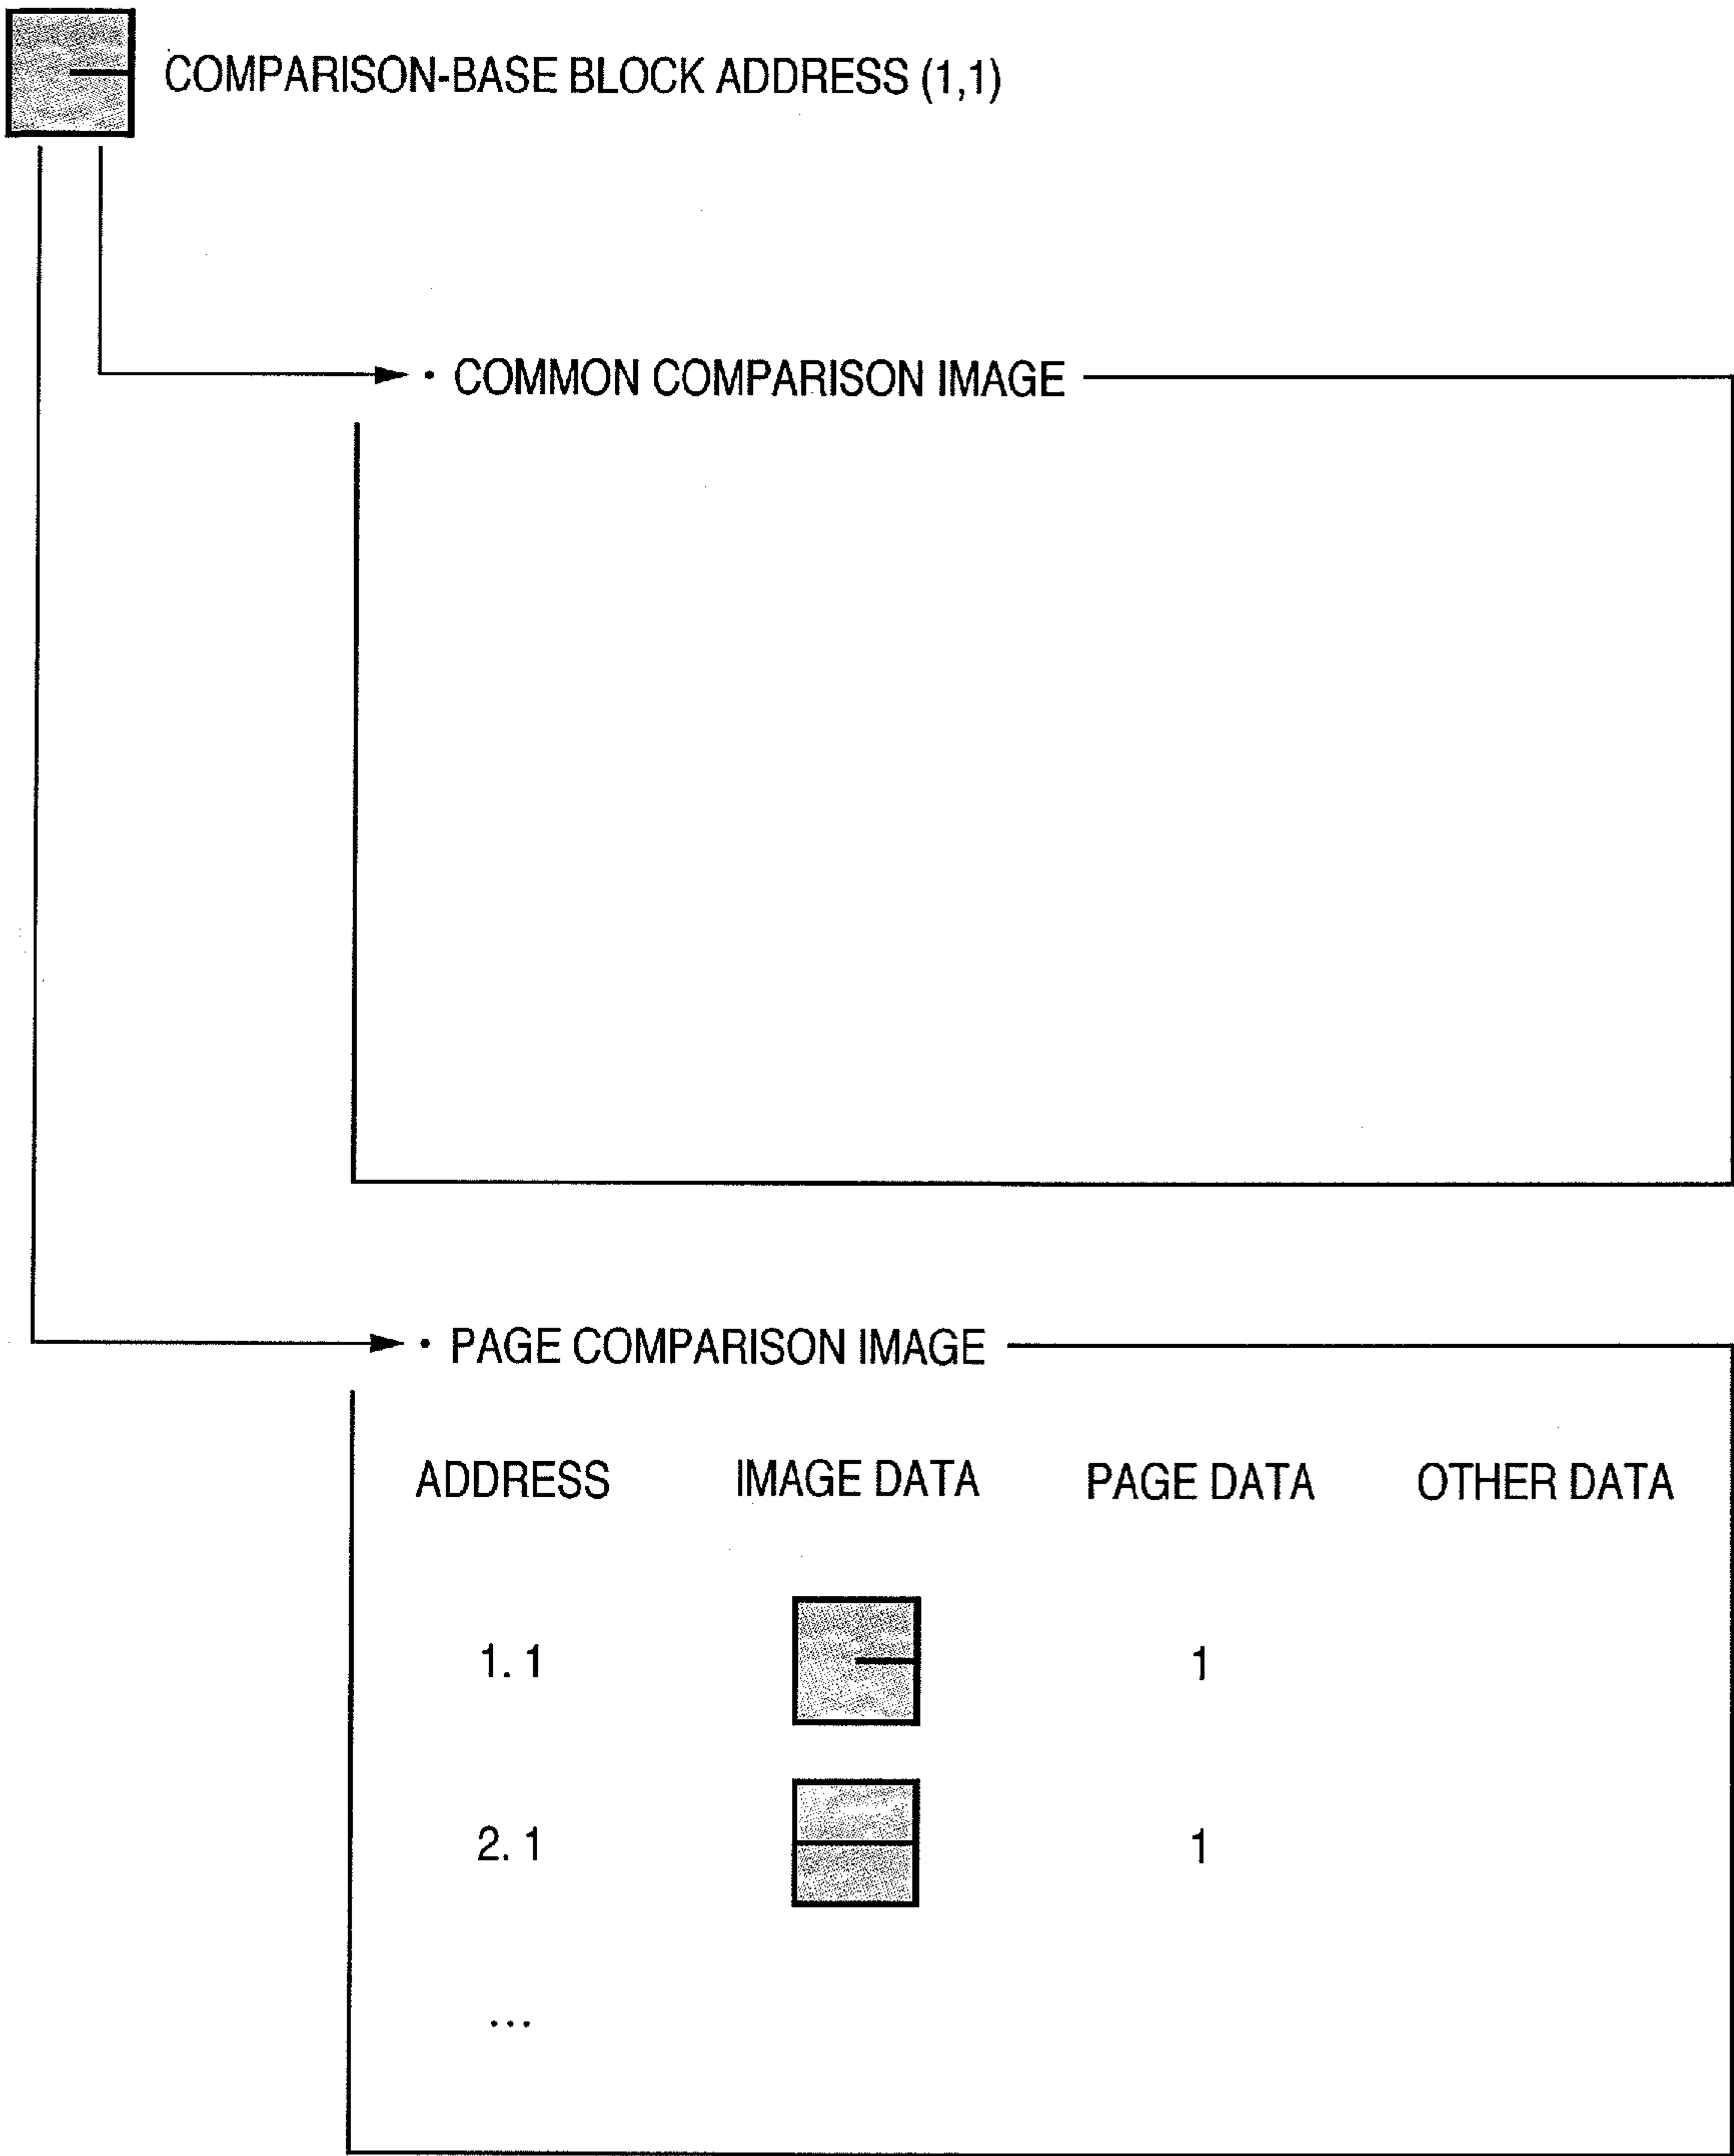 COMPARISON-BASE BLOCK ADDRESS (1,1)
· COMMON COMPARISON IMAGE
· PAGE COMPARISON IMAGE
ADDRESS IMAGE DATA PAGE DATA OTHER DATA
1. 1 1
2. 1 1
...